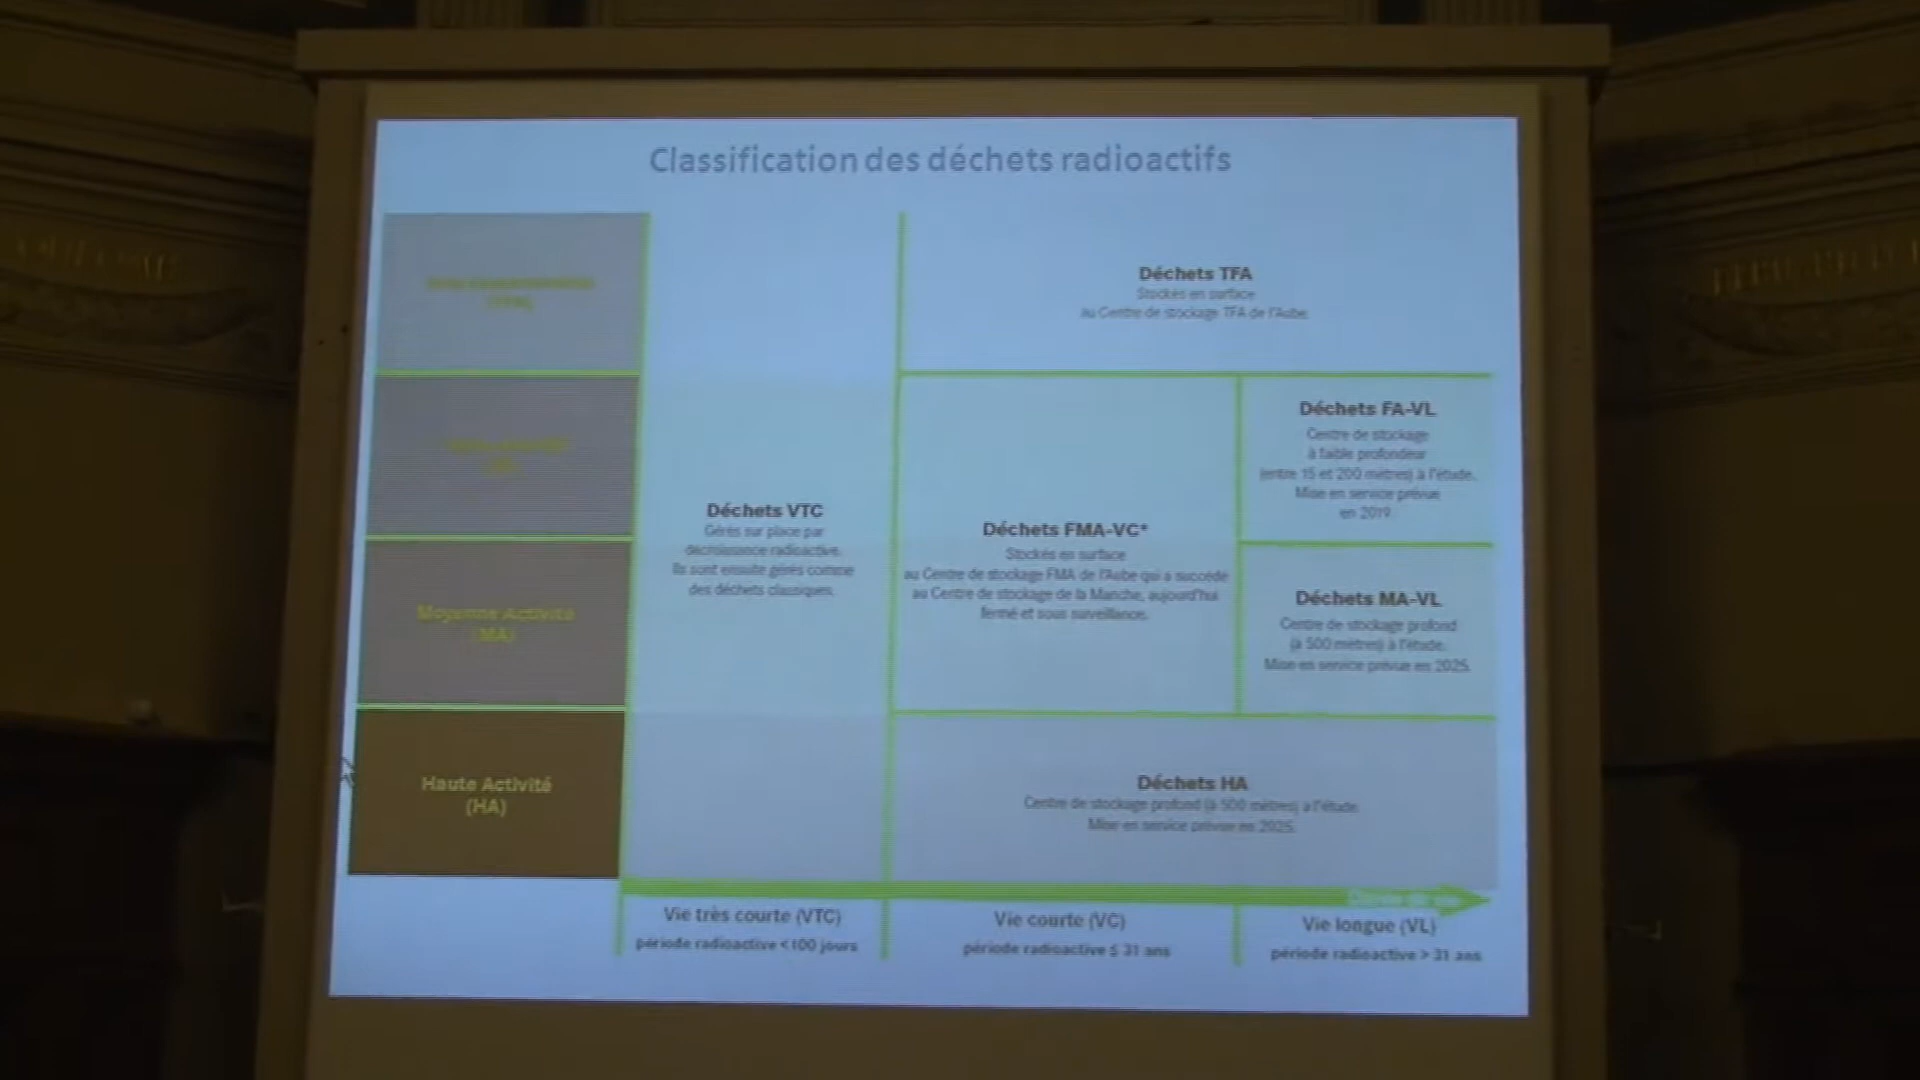 Classification des déchets radioactifs
Déchets TFA
Stockés en surface
au Centre de stockage TFA de l'Aube.
Déchets FA-VL
Centre de stockage
à faible profondeur
(entre 15 et 200 mètres) à l'étude.
Mise en service prévue
en 2019
Déchets VTC
Gérés sur place par
décroissance radioactive.
Ils sont ensuite gérés comme
des déchets classiques.
Déchets FMA-VC*
Stockés en surface
au Centre de stockage FMA de l'Aube qui a succédé
au Centre de stockage de la Manche, aujourd'hui
fermé et sous surveillance.
Moyenne Activité
(MA)
Déchets MA-VL
Centre de stockage profond
(à 500 mètres) à l'étude.
Mise en service prévue en 2025.
Haute Activité
(HA)
Déchets HA
Centre de stockage profond (à 500 mètres) à l'étude.
Mise en service prévue en 2025.
Vie très courte (VTC)
période radioactive < 100 jours
Vie courte (VC)
période radioactive ≤ 31 ans
Vie longue (VL)
période radioactive > 31 ans